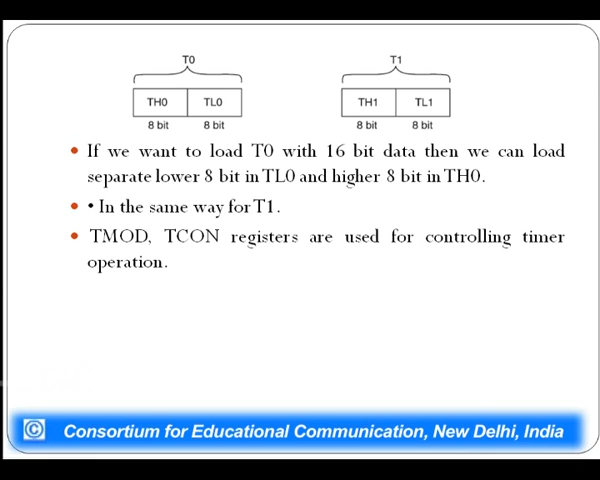 T0 T1
TH0 TL0 TH1 TL1
8 bit 8 bit 8 bit 8 bit
• If we want to load T0 with 16 bit data then we can load
separate lower 8 bit in TL0 and higher 8 bit in TH0.
• • In the same way for T1.
• TMOD, TCON registers are used for controlling timer
operation.
© Consortium for Educational Communication, New Delhi, India